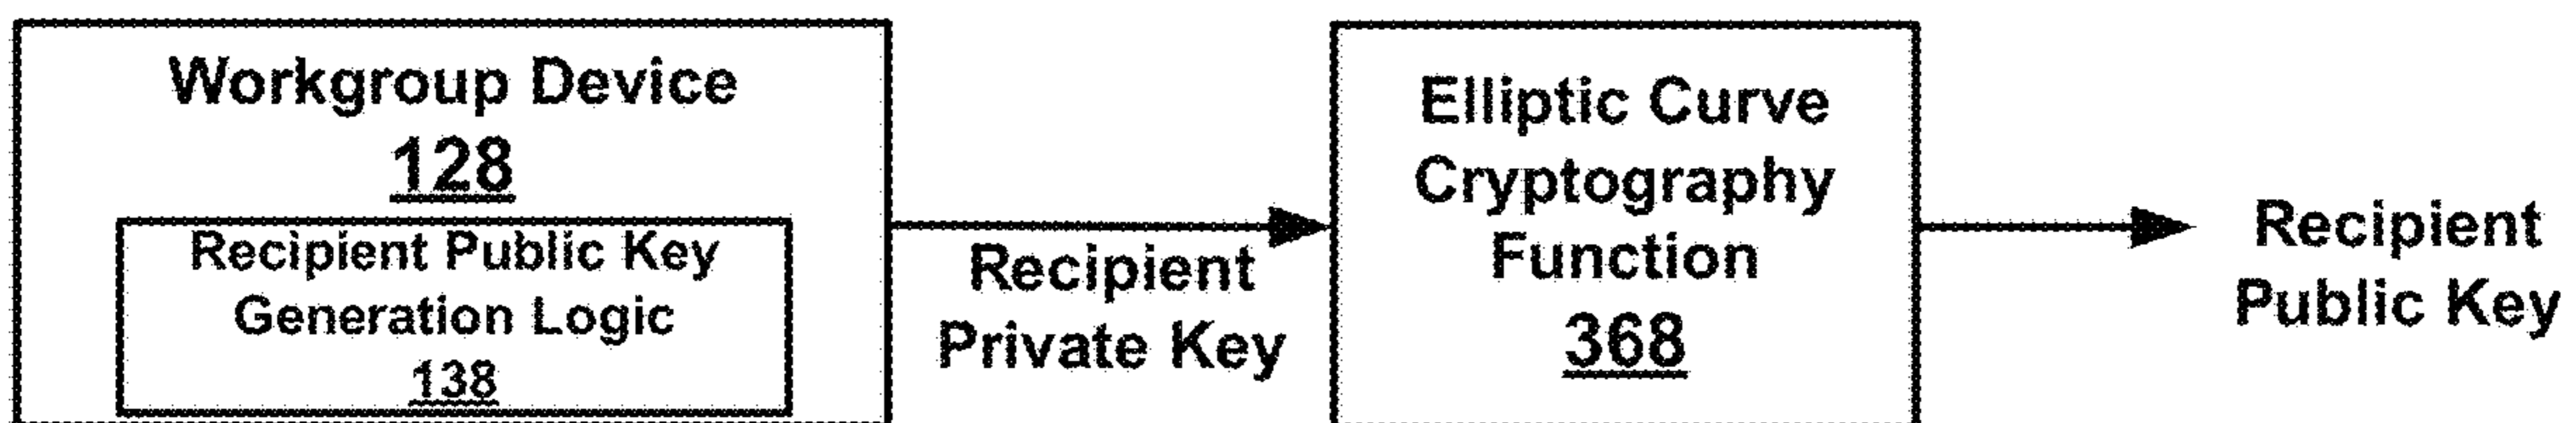 Workgroup Device
128
Recipient Public Key
Generation Logic
138
Recipient
Private Key
Elliptic Curve
Cryptography
Function
368
Recipient
Public Key